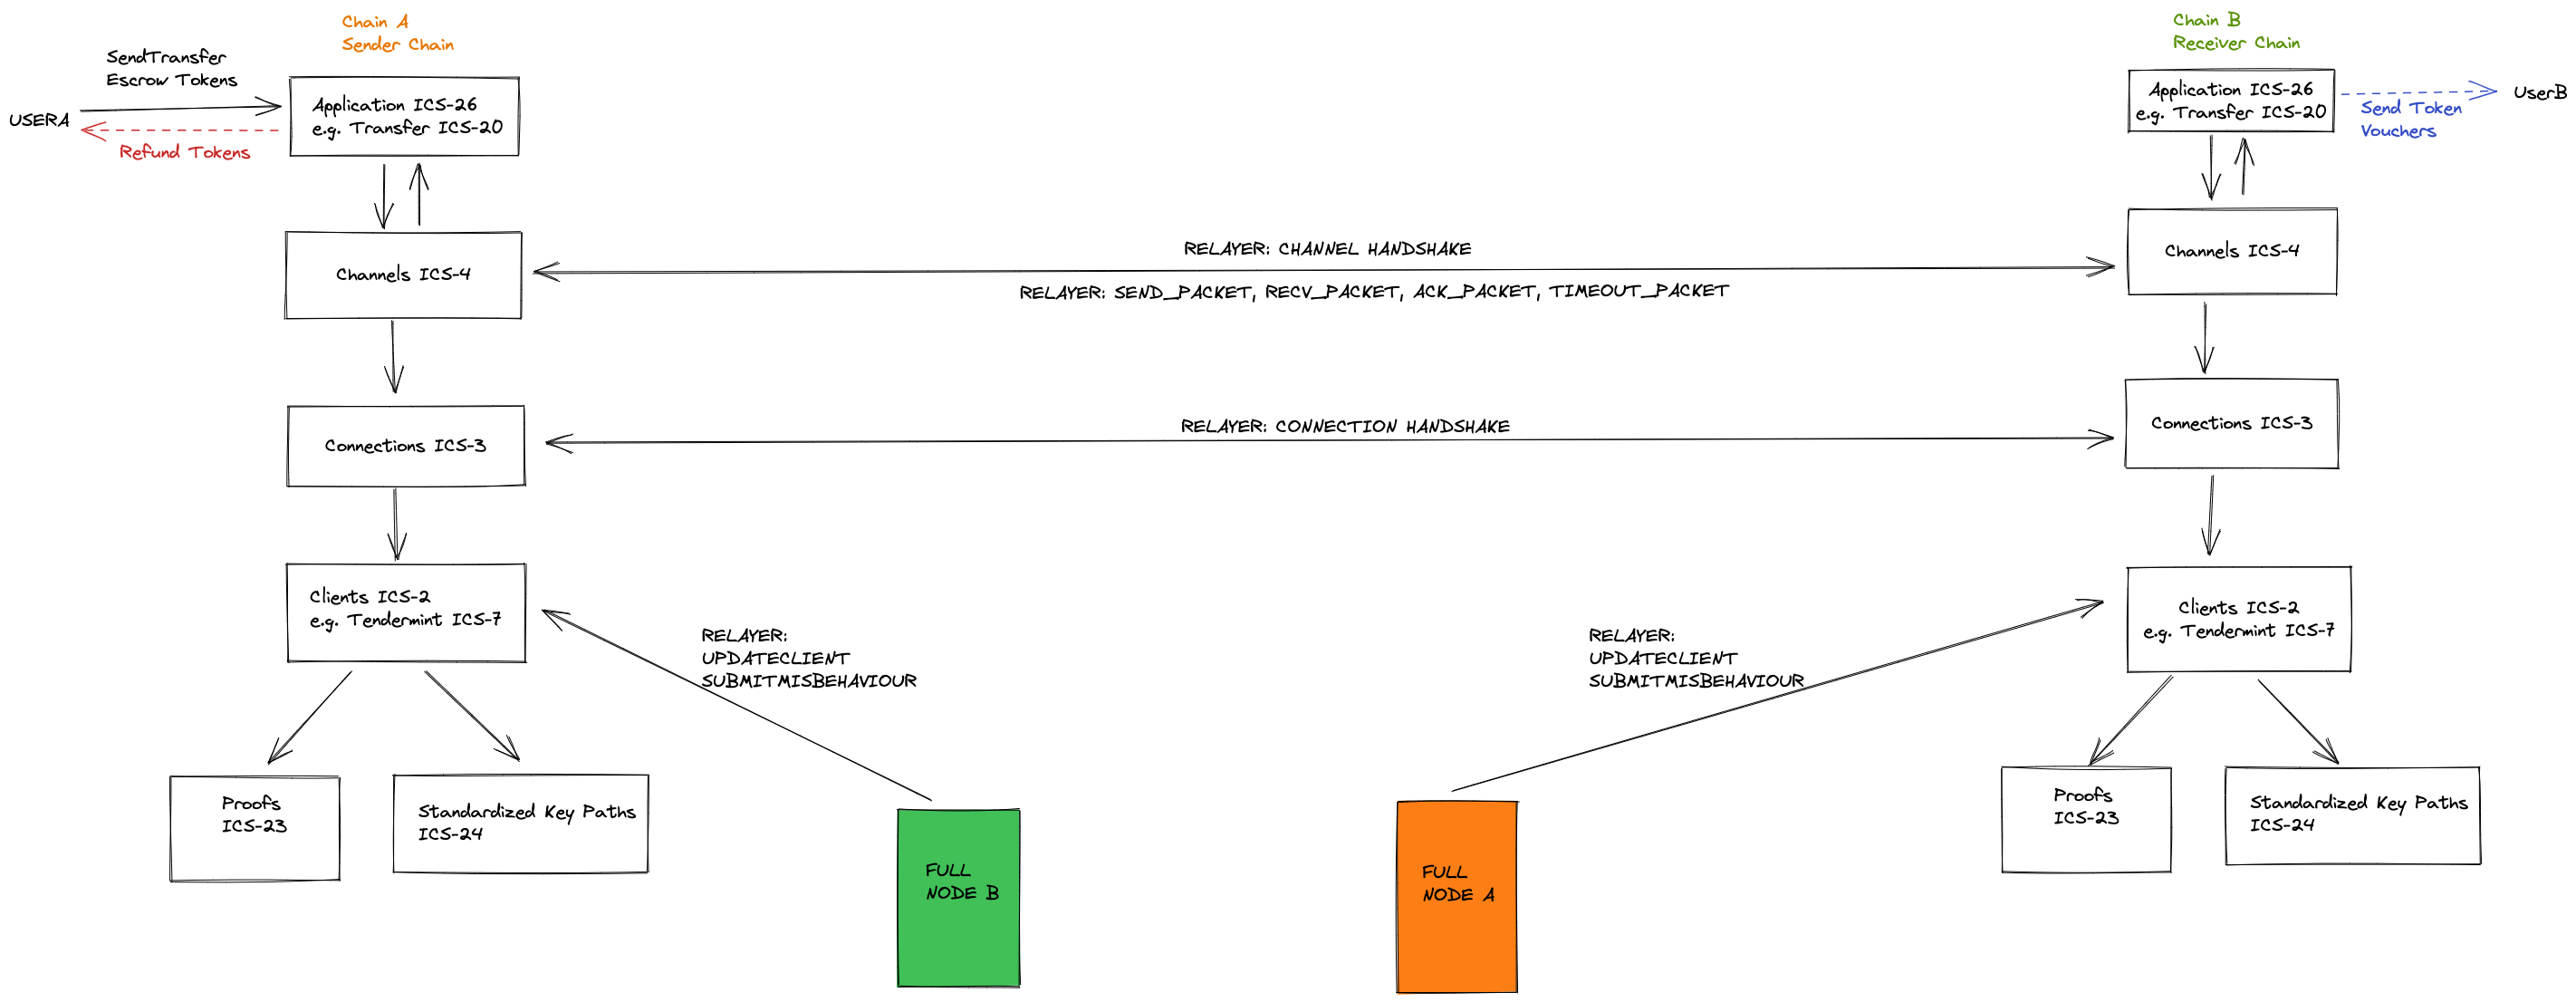 Chain A
Sender Chain
Chain B
Receiver Chain
SendTransfer
Escrow Tokens
USERA
Refund Tokens
Application ICS-26
e.g. Transfer ICS-20
Application ICS-26
e.g. Transfer ICS-20
Send Token
Vouchers
UserB
Channels ICS-4
RELAYER: CHANNEL HANDSHAKE
RELAYER: SEND_PACKET, RECV_PACKET, ACK_PACKET, TIMEOUT_PACKET
Channels ICS-4
Connections ICS-3
RELAYER: CONNECTION HANDSHAKE
Connections ICS-3
Clients ICS-2
e.g. Tendermint ICS-7
RELAYER:
UPDATECLIENT
SUBMITMISBEHAVIOUR
RELAYER:
UPDATECLIENT
SUBMITMISBEHAVIOUR
Clients ICS-2
e.g. Tendermint ICS-7
Proofs
ICS-23
Standardized Key Paths
ICS-24
FULL
NODE B
FULL
NODE A
Proofs
ICS-23
Standardized Key Paths
ICS-24